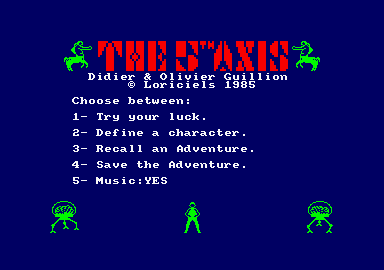 THE 5TH AXIS
Didier & Olivier Guillion
© Loriciels 1985
Choose between:
1- Try your luck.
2- Define a character.
3- Recall an Adventure.
4- Save the Adventure.
5- Music:YES